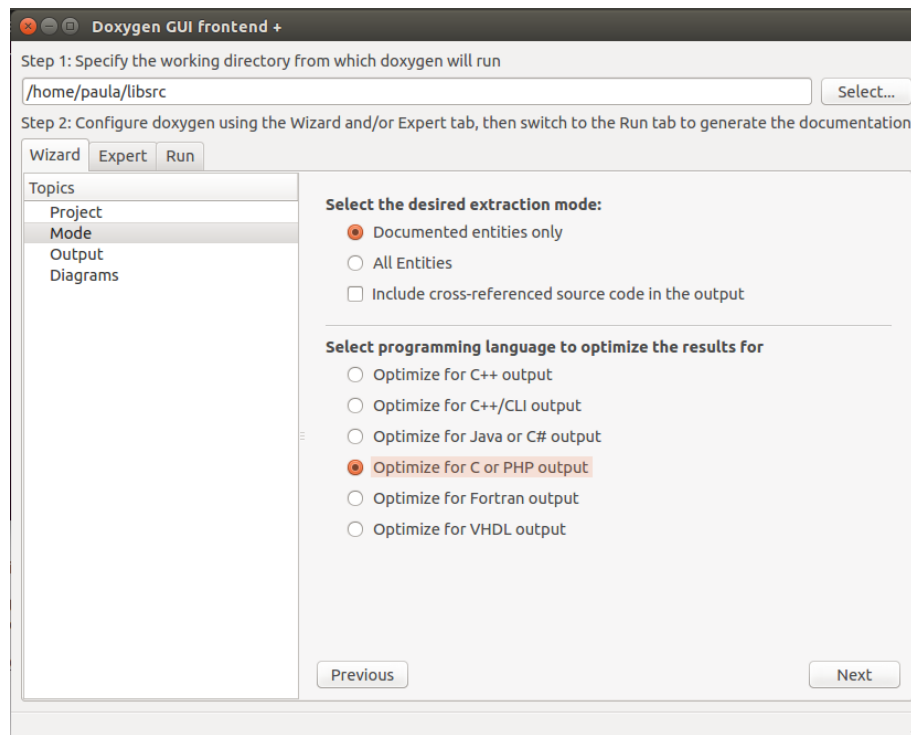 Doxygen GUI frontend +
Step 1: Specify the working directory from which doxygen will run
/home/paula/libsrc
Select...
Step 2: Configure doxygen using the Wizard and/or Expert tab, then switch to the Run tab to generate the documentation
Wizard Expert Run
Topics
Project
Mode
Output
Diagrams
Select the desired extraction mode:
Documented entities only
All Entities
Include cross-referenced source code in the output
Select programming language to optimize the results for
Optimize for C++ output
Optimize for C++/CLI output
Optimize for Java or C# output
Optimize for C or PHP output
Optimize for Fortran output
Optimize for VHDL output
Previous
Next